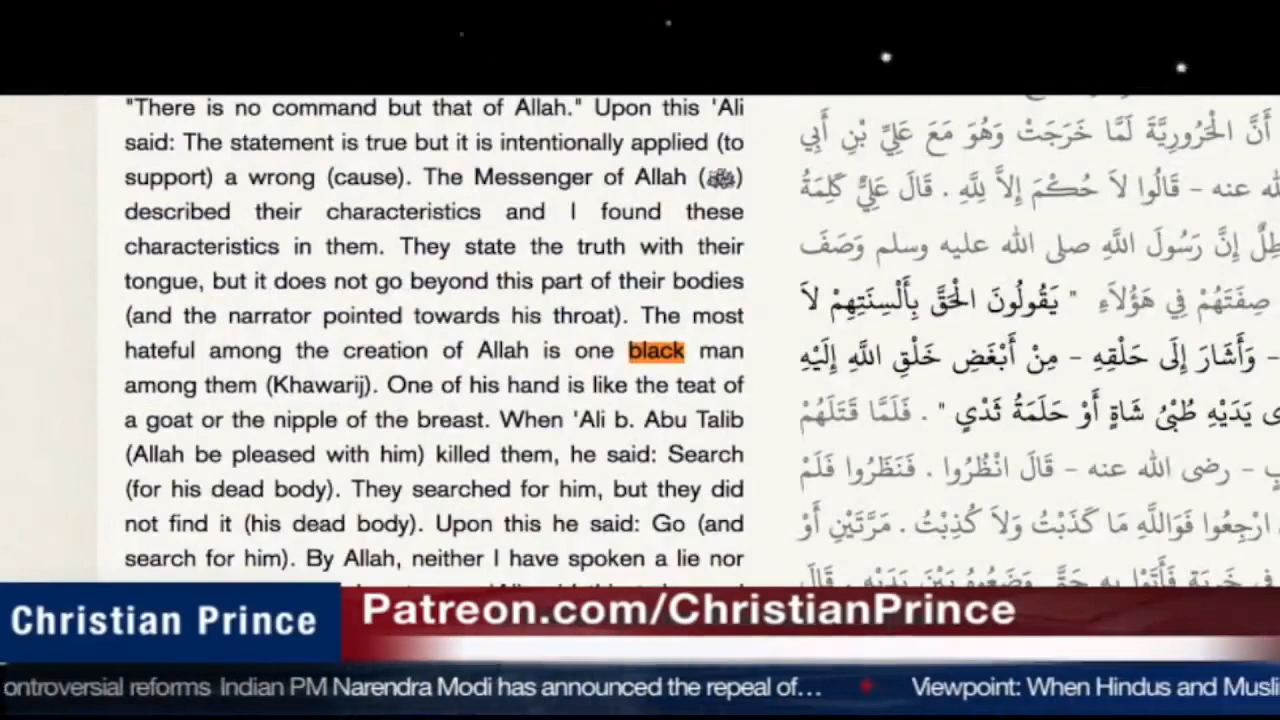 "There is no command but that of Allah." Upon this 'Ali
said: The statement is true but it is intentionally applied (to
support) a wrong (cause). The Messenger of Allah (ﷺ)
described their characteristics and I found these
characteristics in them. They state the truth with their
tongue, but it does not go beyond this part of their bodies
(and the narrator pointed towards his throat). The most
hateful among the creation of Allah is one black man
among them (Khawarij). One of his hand is like the teat of
a goat or the nipple of the breast. When 'Ali b. Abu Talib
(Allah be pleased with him) killed them, he said: Search
(for his dead body). They searched for him, but they did
not find it (his dead body). Upon this he said: Go (and
search for him). By Allah, neither I have spoken a lie nor
أَنَّ الْحَرُورِيَّةَ لَمَّا خَرَجَتْ وَهُوَ مَعَ عَلِيِّ بْنِ أَبِي
الله عنه - قَالُوا لاَ حُكْمَ إِلاَّ لِلَّهِ . قَالَ عَلِيٌّ كَلِمَةُ
إِنَّ رَسُولَ اللَّهِ صلى الله عليه وسلم وَصَفَ
صِفَتَهُمْ فِي هَؤُلاَءِ " يَقُولُونَ الْحَقَّ بِأَلْسِنَتِهِمْ لاَ
- وَأَشَارَ إِلَى حَلْقِهِ - مِنْ أَبْغَضِ خَلْقِ اللَّهِ إِلَيْهِ
يَدَيْهِ طُبْىُ شَاةٍ أَوْ حَلَمَةُ ثَدْىٍ " . فَلَمَّا قَتَلَهُمْ
- رضى الله عنه - قَالَ انْظُرُوا . فَنَظَرُوا فَلَمْ
ارْجِعُوا فَوَاللَّهِ مَا كَذَبْتُ وَلاَ كُذِبْتُ . مَرَّتَيْنِ أَوْ
فِي خَرِبَةٍ فَأَتَوْا بِهِ حَتَّى وَضَعُوهُ بَيْنَ يَدَيْهِ . قَالَ
Christian Prince
Patreon.com/ChristianPrince
ontroversial reforms Indian PM Narendra Modi has announced the repeal of… Viewpoint: When Hindus and Musli